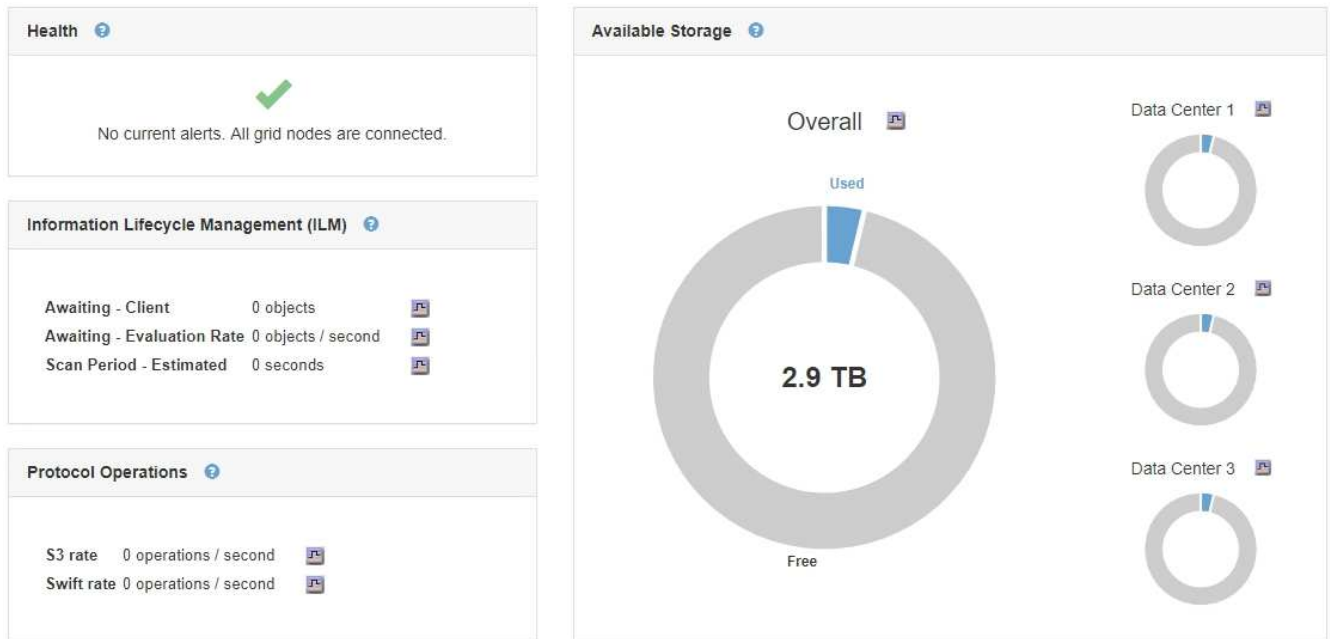 Health
No current alerts. All grid nodes are connected.
Information Lifecycle Management (ILM)
Awaiting - Client 0 objects
Awaiting - Evaluation Rate 0 objects / second
Scan Period - Estimated 0 seconds
Protocol Operations
S3 rate 0 operations / second
Swift rate 0 operations / second
Available Storage
Overall
Used
2.9 TB
Free
Data Center 1
Data Center 2
Data Center 3